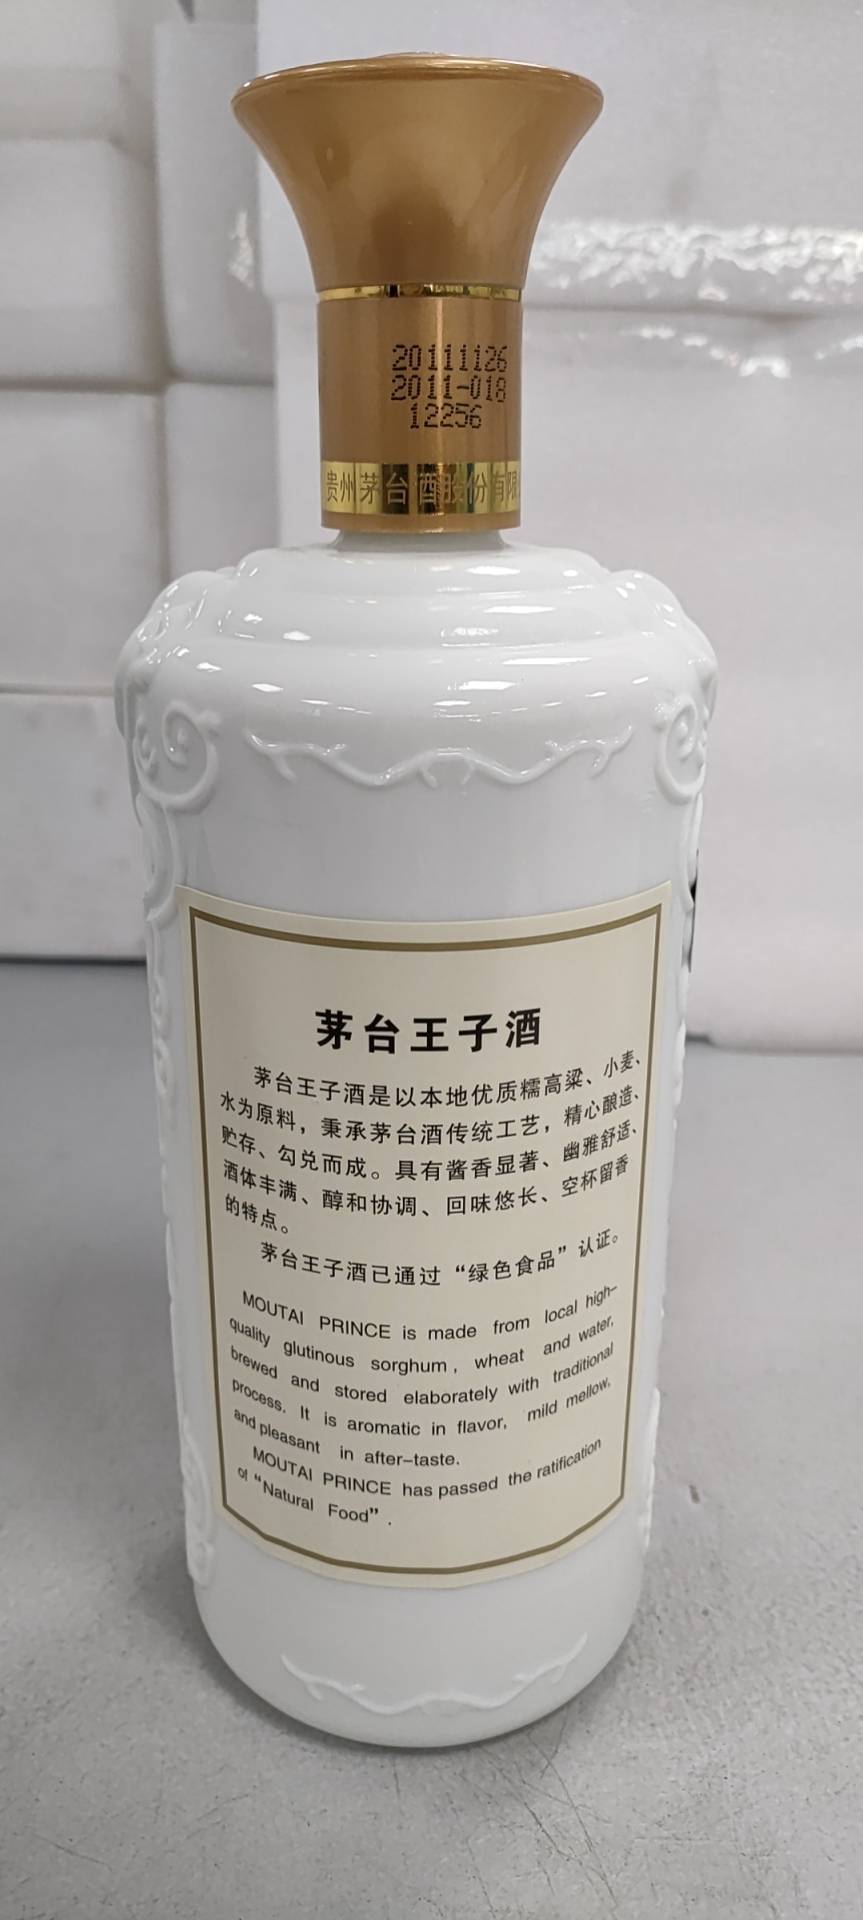 20111126
2011-018
12256
贵州茅台酒股份有限
茅台王子酒
茅台王子酒是以本地优质糯高粱、小麦、
水为原料，秉承茅台酒传统工艺，精心酿造、
贮存、勾兑而成。具有酱香显著、幽雅舒适、
酒体丰满、醇和协调、回味悠长、空杯留香
的特点。
茅台王子酒已通过“绿色食品”认证。
MOUTAI PRINCE is made from local high-
quality glutinous sorghum, wheat and water,
brewed and stored elaborately with traditional
process. It is aromatic in flavor, mild mellow,
and pleasant in after-taste.
MOUTAI PRINCE has passed the ratification
of “Natural Food”.